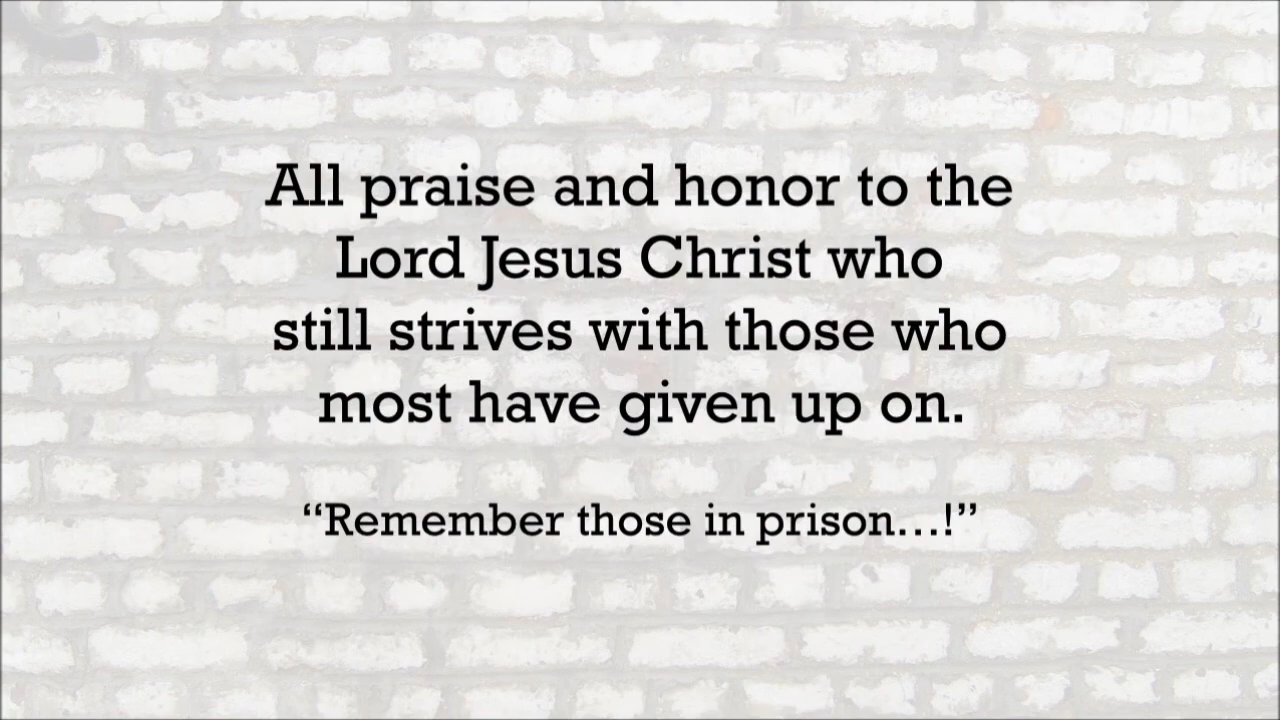 All praise and honor to the
Lord Jesus Christ who
still strives with those who
most have given up on.
“Remember those in prison…!”